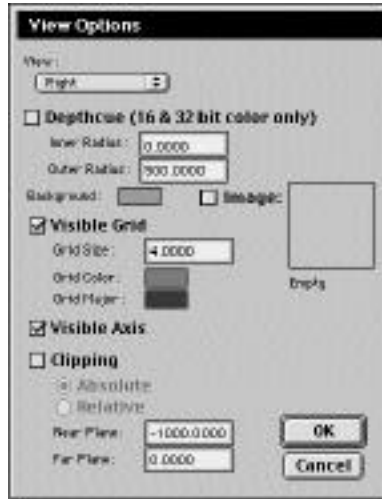 View Options
View:
Right
Depthcue (16 & 32 bit color only)
Inner Radius: 0.0000
Outer Radius: 900.0000
Background: Image:
Visible Grid
Grid Size: 4.0000
Grid Color:
Grid Major:
Empty
Visible Axis
Clipping
Absolute
Relative
Near Plane: -1000.0000
Far Plane: 0.0000
OK
Cancel